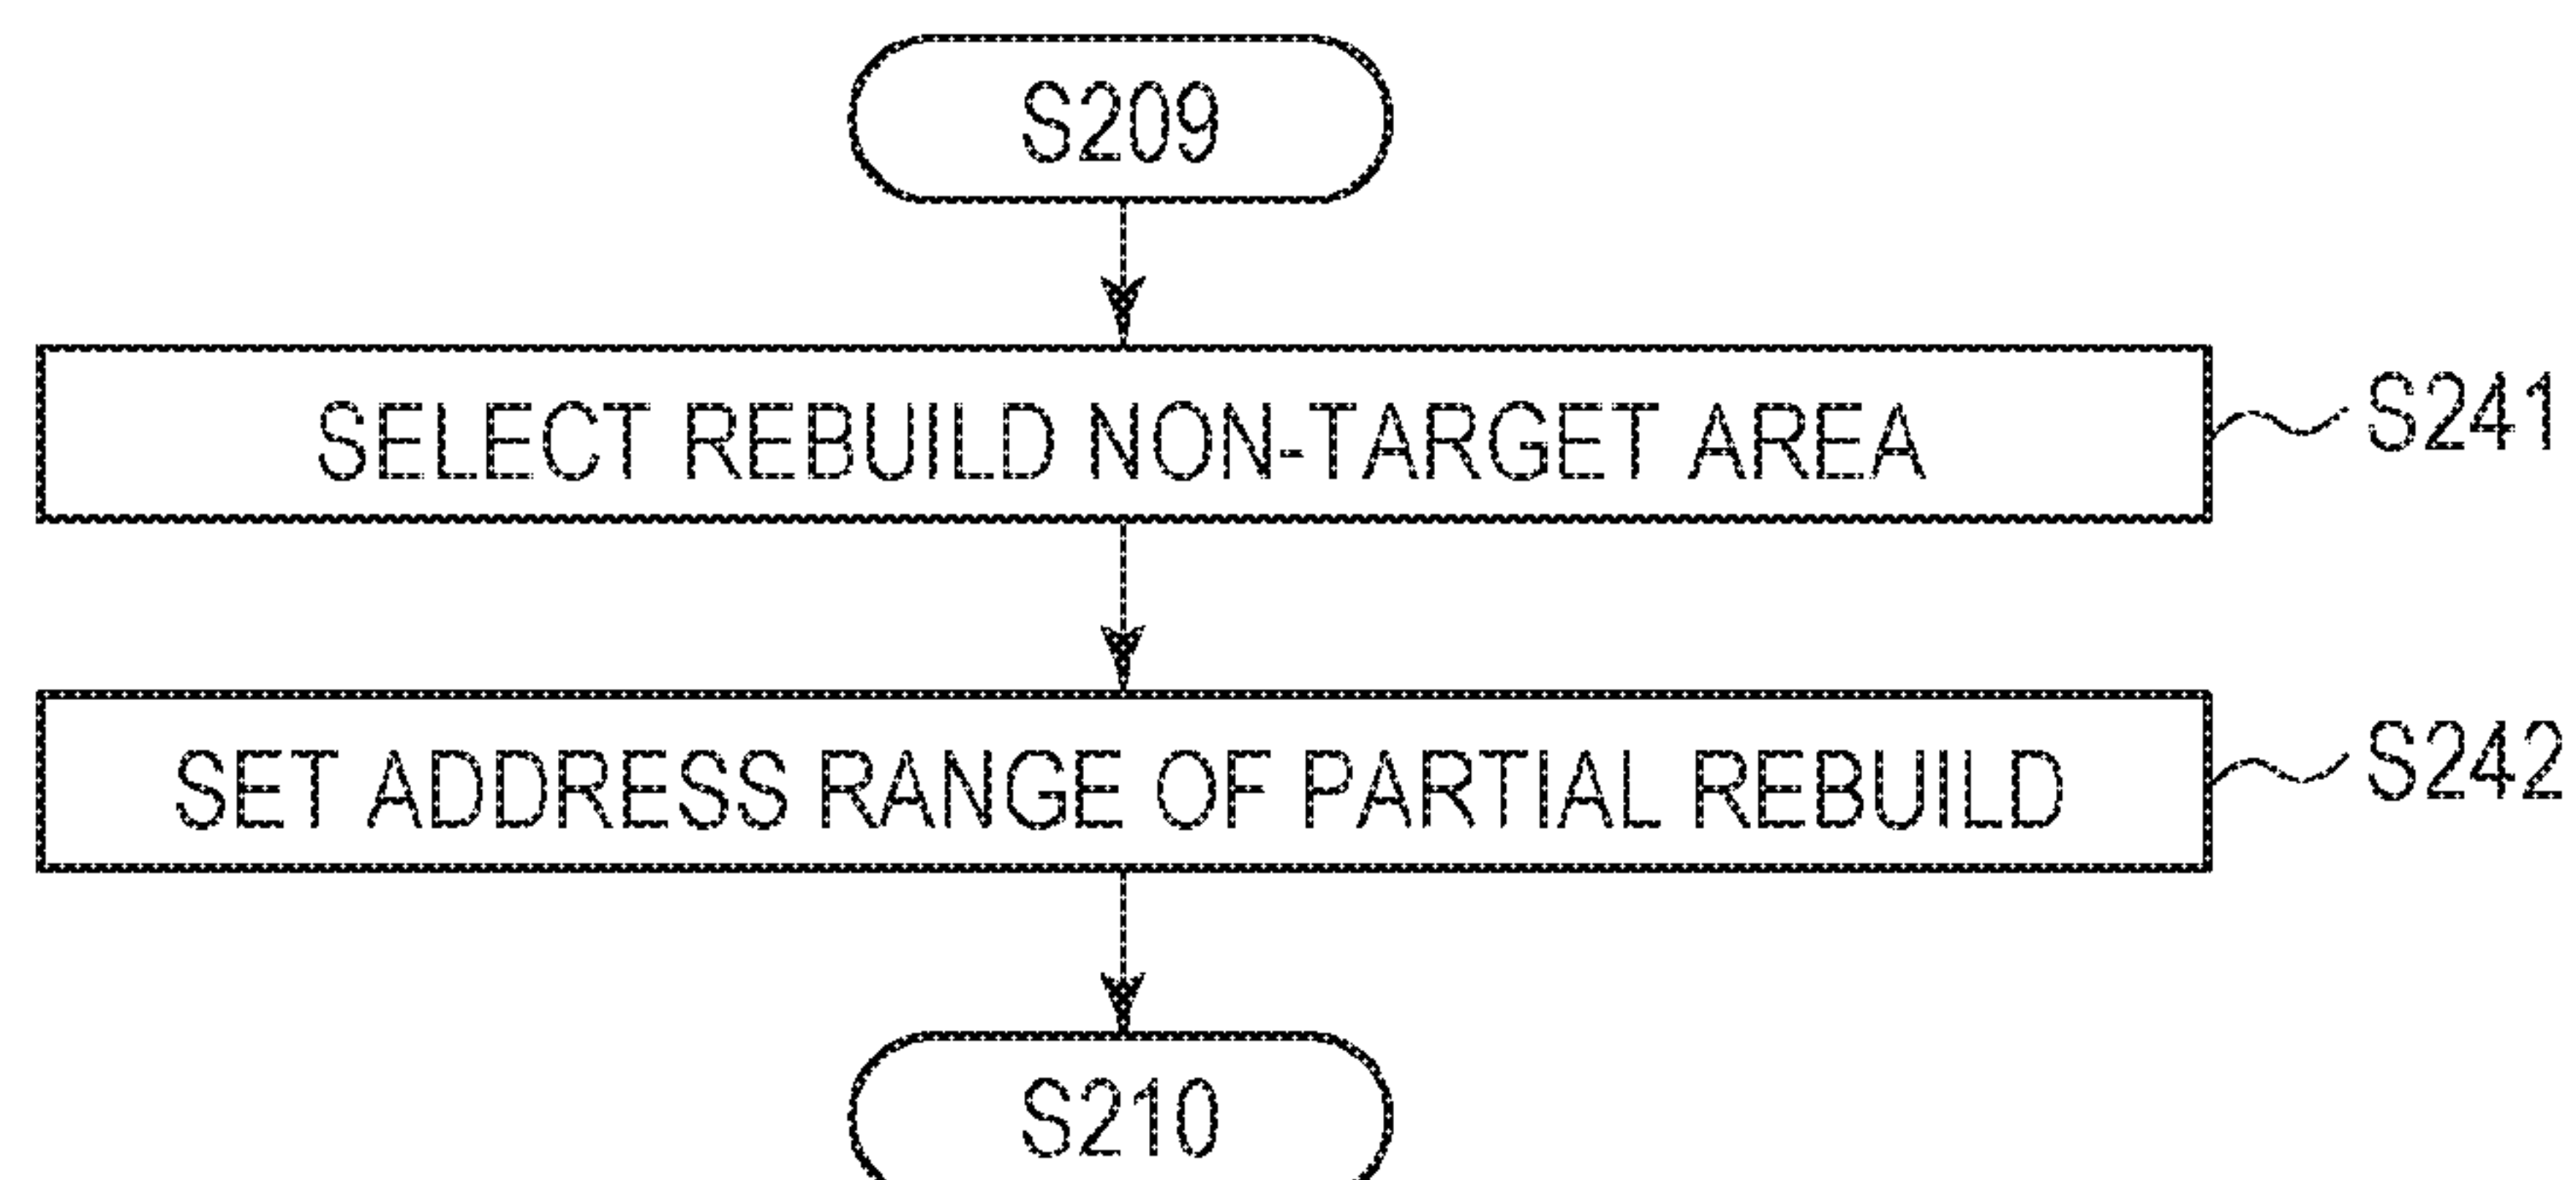 S209
SELECT REBUILD NON-TARGET AREA
S241
SET ADDRESS RANGE OF PARTIAL REBUILD
S242
S210